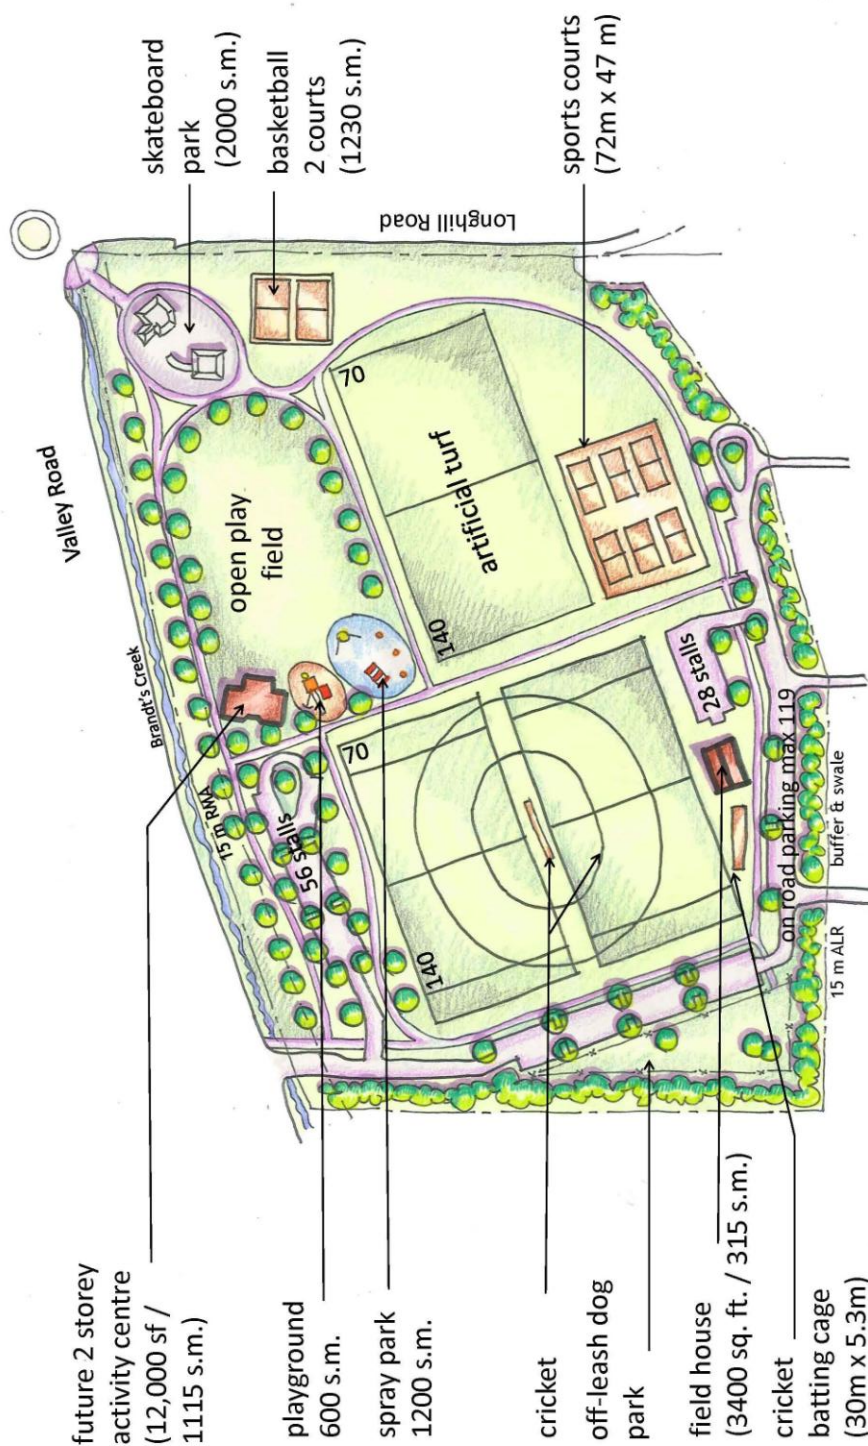 future 2 storey
activity centre
(12,000 sf /
1115 s.m.)
playground
600 s.m.
spray park
1200 s.m.
cricket
off-leash dog
park
field house
(3400 sq. ft. / 315 s.m.)
cricket
batting cage
(30m x 5.3m)
Valley Road
Brandt's Creek
15 m RMA
56 stalls
open play
field
70
140
70
140
artificial turf
28 stalls
on road parking max 119
buffer & swale
15 m ALR
Longhill Road
skateboard
park
(2000 s.m.)
basketball
2 courts
(1230 s.m.)
sports courts
(72m x 47 m)